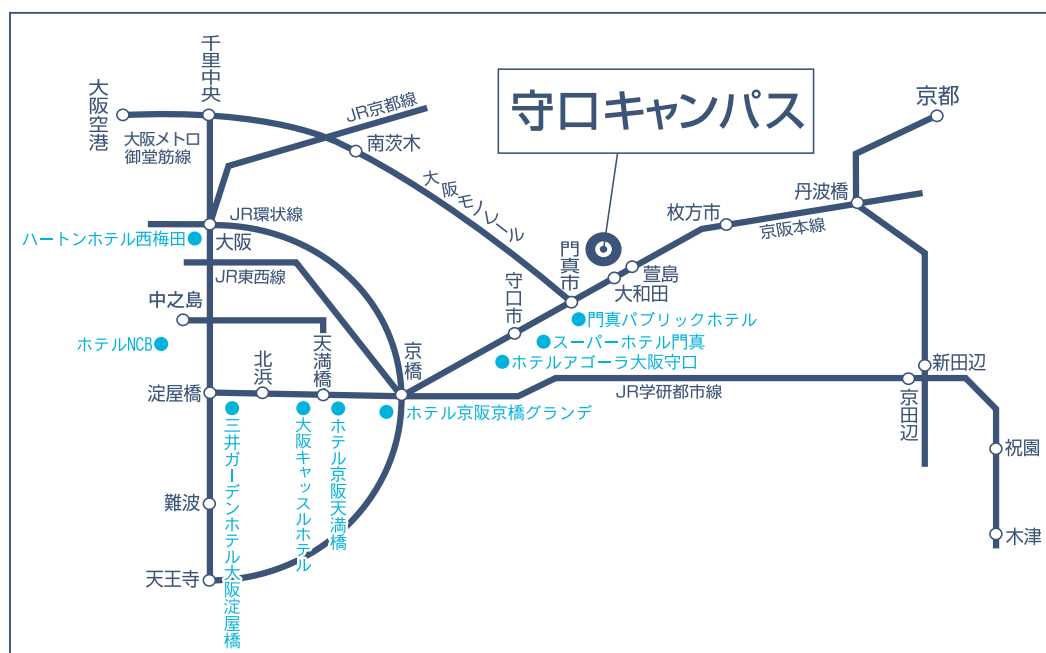 守口キャンパス
千里中央
大阪空港
大阪メトロ
御堂筋線
JR京都線
南茨木
大阪モノレール
京都
丹波橋
枚方市
京阪本線
JR環状線
ハートンホテル西梅田
大阪
JR東西線
門真市
萱島
大和田
守口市
中之島
門真パブリックホテル
ホテルNCB
スーパーホテル門真
ホテルアゴーラ大阪守口
天満橋
北浜
京橋
新田辺
淀屋橋
JR学研都市線
京田辺
ホテル京阪京橋グランデ
三井ガーデンホテル大阪淀屋橋
大阪キャッスルホテル
ホテル京阪天満橋
祝園
難波
木津
天王寺